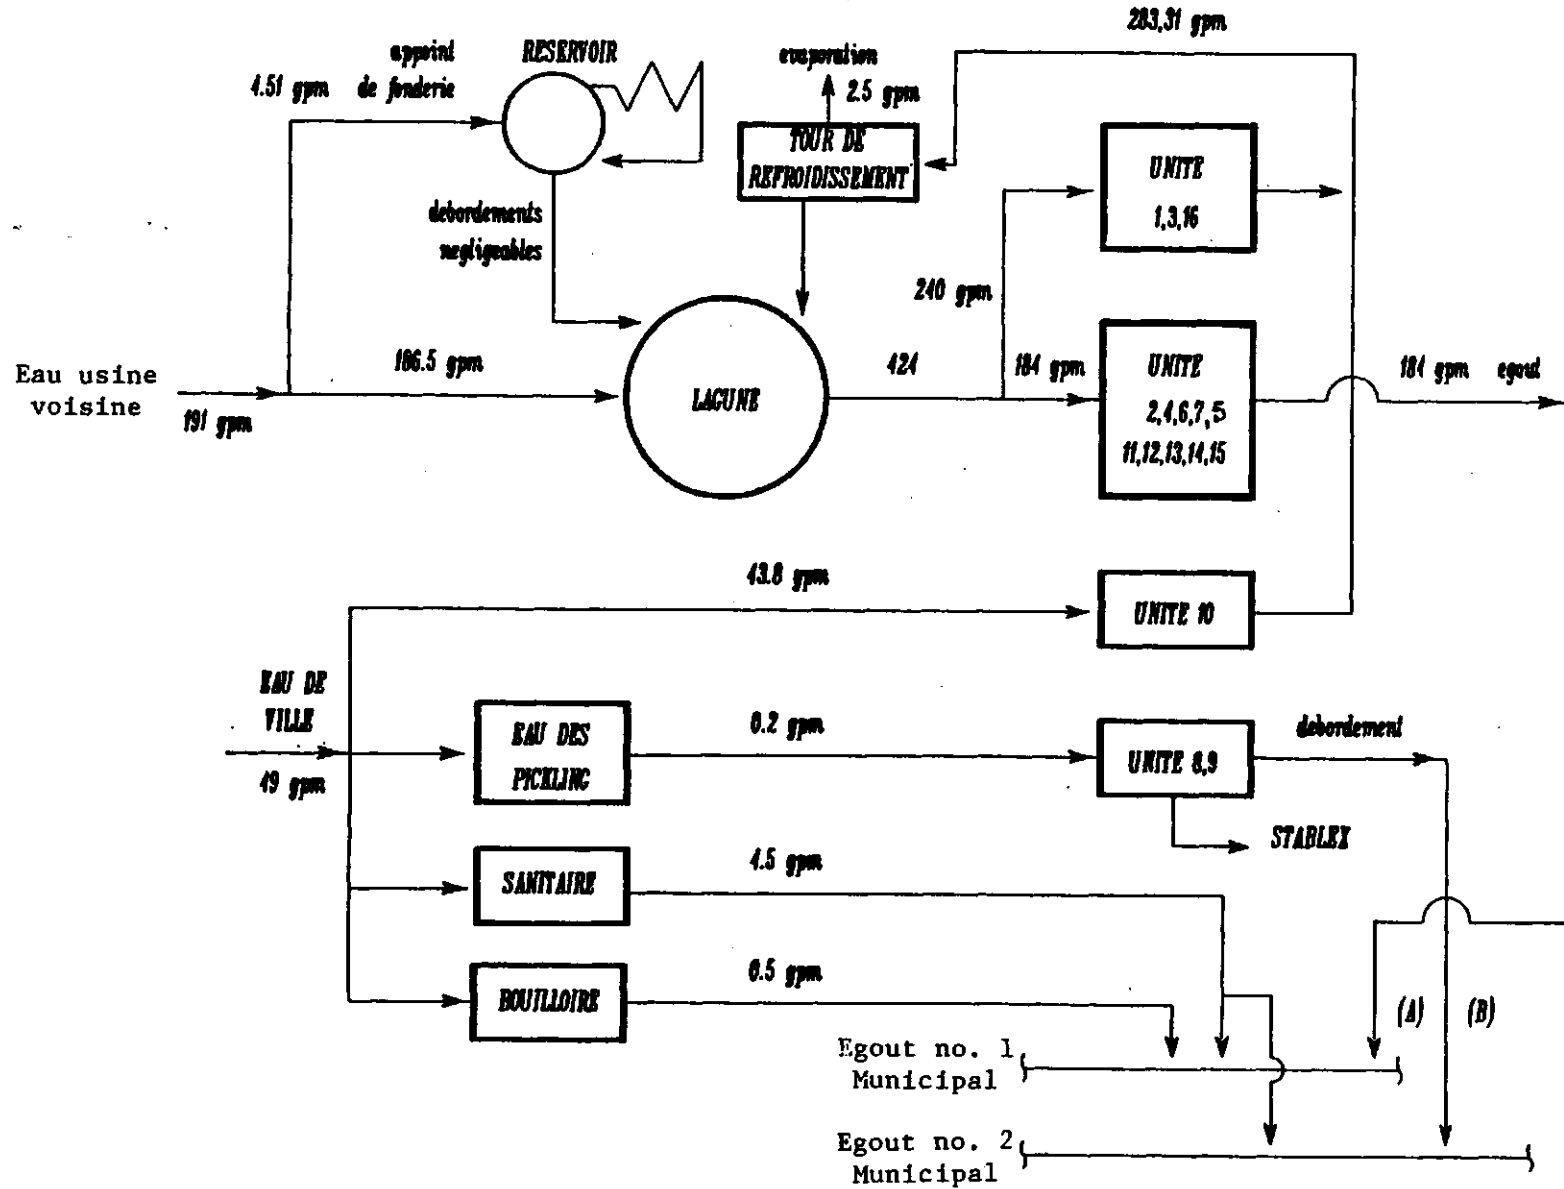 283,31 gpm
appoint
4.51 gpm de fonderie
RESERVOIR
evaporation
2.5 gpm
TOUR DE
REFROIDISSEMENT
UNITE
1,3,16
debordements
negligeables
240 gpm
Eau usine
voisine
191 gpm
186.5 gpm
LAGUNE
424
184 gpm
UNITE
2,4,6,7,5
11,12,13,14,15
184 gpm egout
43.8 gpm
UNITE 10
EAU DE
VILLE
49 gpm
EAU DES
PICKLING
0.2 gpm
UNITE 8,9
debordement
STABLEX
SANITAIRE
4.5 gpm
BOUILLOIRE
0.5 gpm
(A)
(B)
Egout no. 1
Municipal
Egout no. 2
Municipal